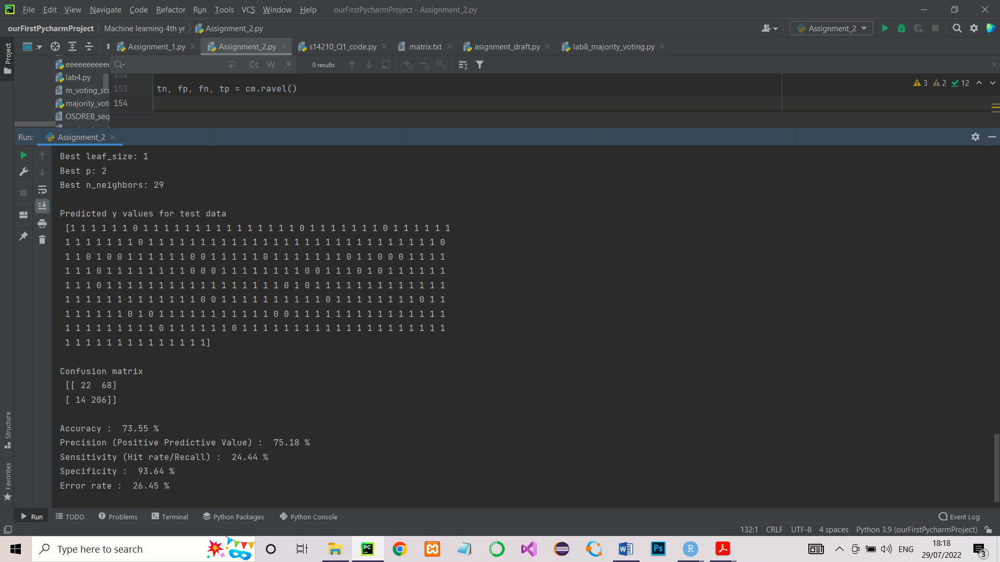 File Edit View Navigate Code Refactor Run Tools VCS Window Help ourFirstPycharmProject - Assignment_2.py
ourFirstPycharmProject Machine learning 4th yr Assignment_2.py Assignment_2
Project
Assignment_1.py Assignment_2.py s14210_Q1_code.py matrix.txt asignment_draft.py lab8_majority_voting.py
Cc W .* 0 results
eeeeeeeeeee
lab4.py
m_voting_sco
majority_voti
OSDREB_seq
152
153 tn, fp, fn, tp = cm.ravel()
154
3 2 12
Run: Assignment_2
Best leaf_size: 1
Best p: 2
Best n_neighbors: 29
Predicted y values for test data
[1 1 1 1 1 1 0 1 1 1 1 1 1 1 1 1 1 1 1 1 1 1 0 1 1 1 1 1 1 1 0 1 1 1 1 1 1
1 1 1 1 1 1 1 0 1 1 1 1 1 1 1 1 1 1 1 1 1 1 1 1 1 1 1 1 1 1 1 1 1 1 1 1 0
1 1 0 1 0 0 1 1 1 1 1 1 0 0 1 1 1 1 1 0 1 1 1 1 1 1 1 0 1 1 0 0 0 1 1 1 1
1 1 1 0 1 1 1 1 1 1 1 1 0 0 0 1 1 1 1 1 1 1 1 0 0 1 1 1 0 1 0 1 1 1 1 1 1
1 1 1 0 1 1 1 1 1 1 1 1 1 1 1 1 1 1 1 1 1 0 1 0 1 1 1 1 1 1 1 1 1 1 1 1 1
1 1 1 1 1 1 1 1 1 1 1 1 1 0 0 1 1 1 1 1 1 1 1 1 1 0 1 1 1 1 1 1 1 1 0 1 1
1 1 1 1 1 1 0 1 0 1 1 1 1 1 1 1 1 1 1 1 0 0 1 1 1 1 1 1 1 1 1 1 1 1 1 1 1
1 1 1 1 1 1 1 1 1 0 1 1 1 1 1 1 0 1 1 1 1 1 1 1 1 1 1 1 1 1 1 1 1 1 1 1 1
1 1 1 1 1 1 1 1 1 1 1 1 1 1]
Confusion matrix
[[ 22  68]
[ 14 206]]
Accuracy :  73.55 %
Precision (Positive Predictive Value) :  75.18 %
Sensitivity (Hit rate/Recall) :  24.44 %
Specificity :  93.64 %
Error rate :  26.45 %
Structure
Favorites
Run TODO Problems Terminal Python Packages Python Console Event Log
132:1 CRLF UTF-8 4 spaces Python 3.9 (ourFirstPycharmProject)
Type here to search
ENG
18:18
29/07/2022
3